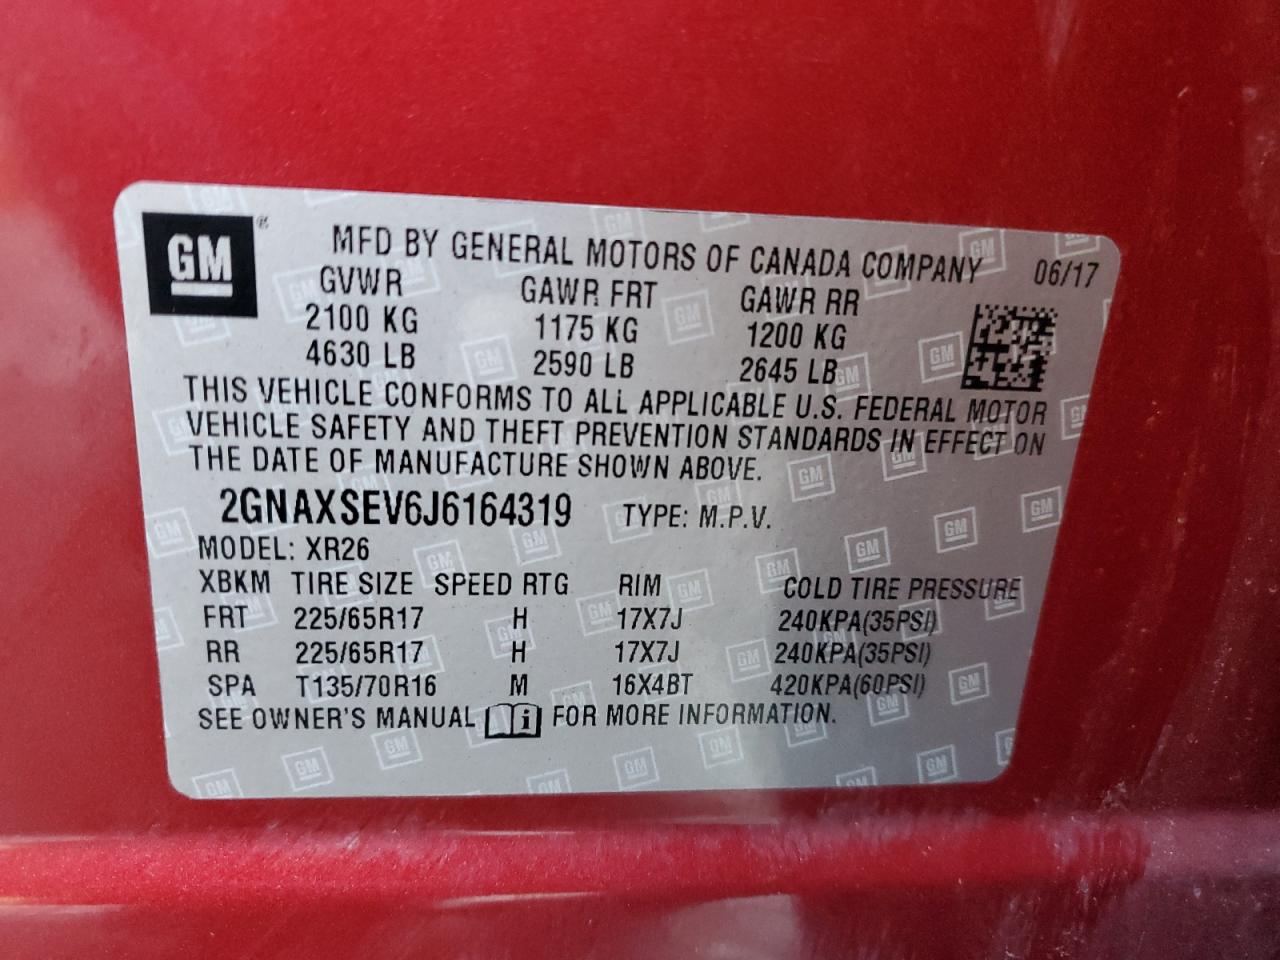 GM ®
MFD BY GENERAL MOTORS OF CANADA COMPANY 06/17
GVWR GAWR FRT GAWR RR
2100 KG 1175 KG 1200 KG
4630 LB 2590 LB 2645 LB
THIS VEHICLE CONFORMS TO ALL APPLICABLE U.S. FEDERAL MOTOR
VEHICLE SAFETY AND THEFT PREVENTION STANDARDS IN EFFECT ON
THE DATE OF MANUFACTURE SHOWN ABOVE.
2GNAXSEV6J6164319 TYPE: M.P.V.
MODEL: XR26
XBKM TIRE SIZE SPEED RTG RIM COLD TIRE PRESSURE
FRT 225/65R17 H 17X7J 240KPA(35PSI)
RR 225/65R17 H 17X7J 240KPA(35PSI)
SPA T135/70R16 M 16X4BT 420KPA(60PSI)
SEE OWNER'S MANUAL i FOR MORE INFORMATION.